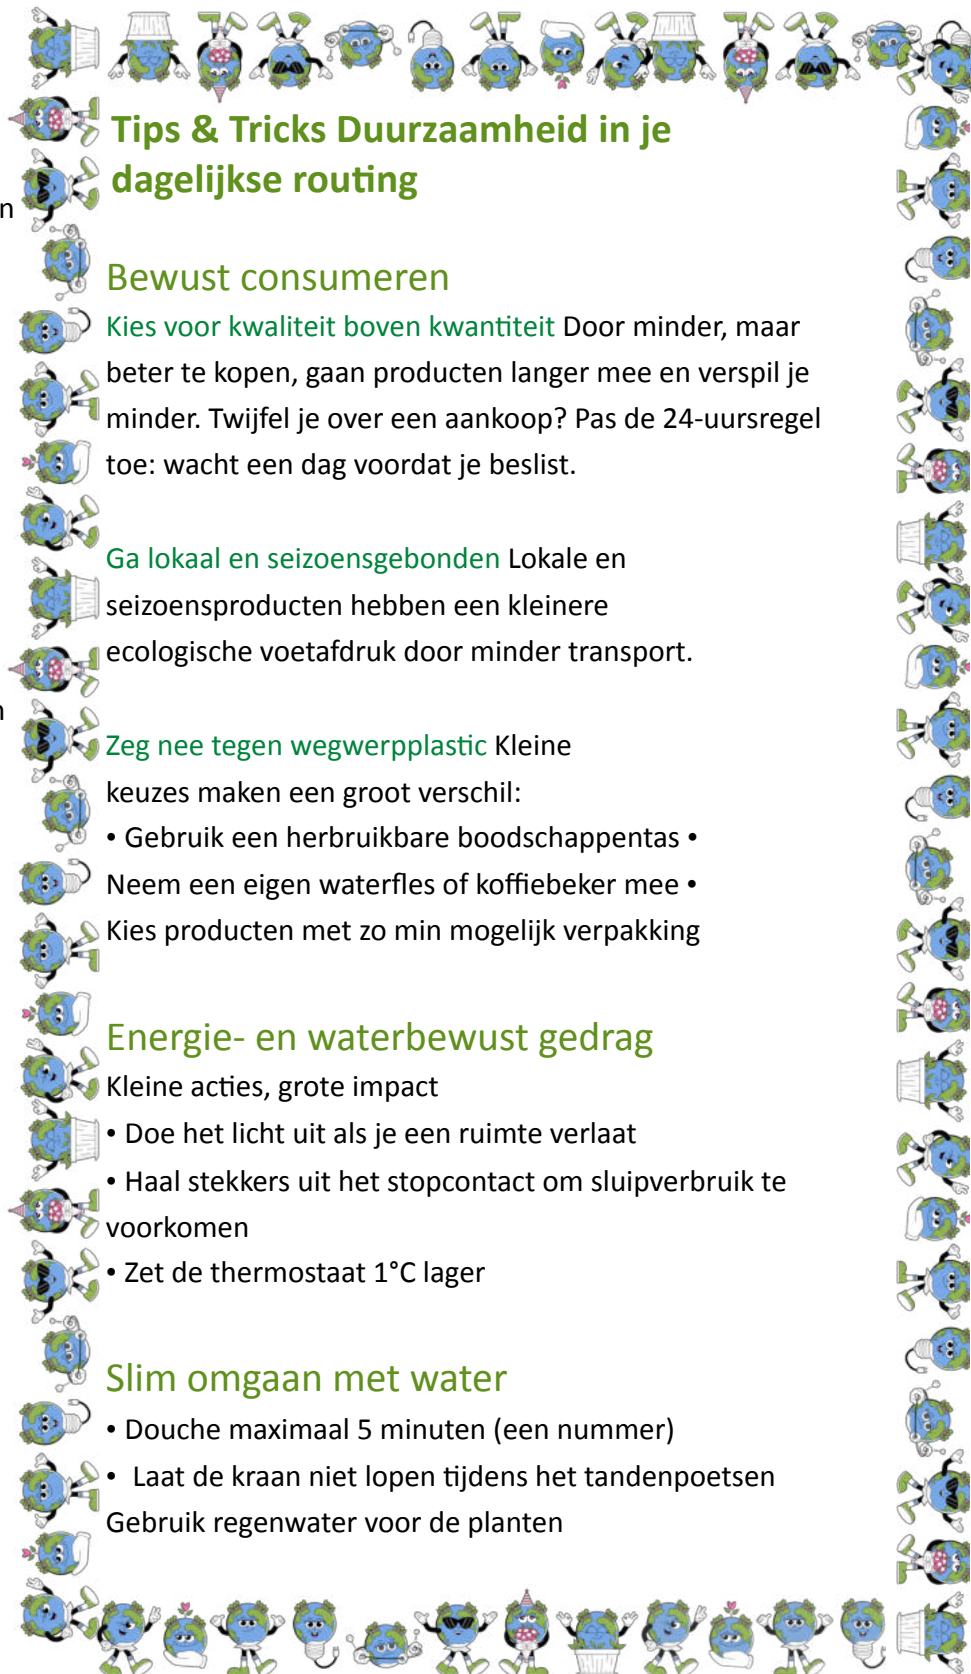 Tips & Tricks Duurzaamheid in je
dagelijkse routing
n
Bewust consumeren
Kies voor kwaliteit boven kwantiteit Door minder, maar
beter te kopen, gaan producten langer mee en verspil je
minder. Twijfel je over een aankoop? Pas de 24-uursregel
toe: wacht een dag voordat je beslist.
Ga lokaal en seizoensgebonden Lokale en
seizoensproducten hebben een kleinere
ecologische voetafdruk door minder transport.
n
Zeg nee tegen wegwerpplastic Kleine
keuzes maken een groot verschil:
• Gebruik een herbruikbare boodschappentas •
Neem een eigen waterfles of koffiebeker mee •
Kies producten met zo min mogelijk verpakking
Energie- en waterbewust gedrag
Kleine acties, grote impact
• Doe het licht uit als je een ruimte verlaat
• Haal stekkers uit het stopcontact om sluipverbruik te
voorkomen
• Zet de thermostaat 1°C lager
Slim omgaan met water
• Douche maximaal 5 minuten (een nummer)
• Laat de kraan niet lopen tijdens het tandenpoetsen
Gebruik regenwater voor de planten